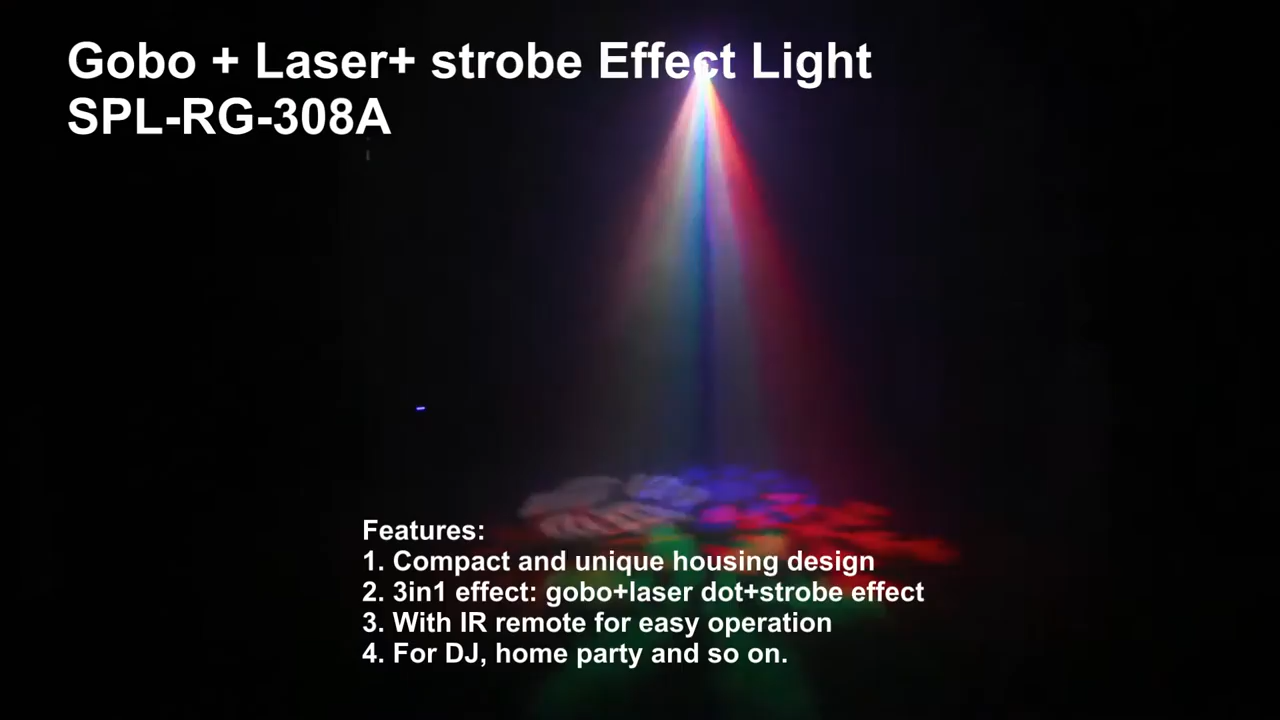 Gobo + Laser+ strobe Effect Light
SPL-RG-308A
Features:
1. Compact and unique housing design
2. 3in1 effect: gobo+laser dot+strobe effect
3. With IR remote for easy operation
4. For DJ, home party and so on.